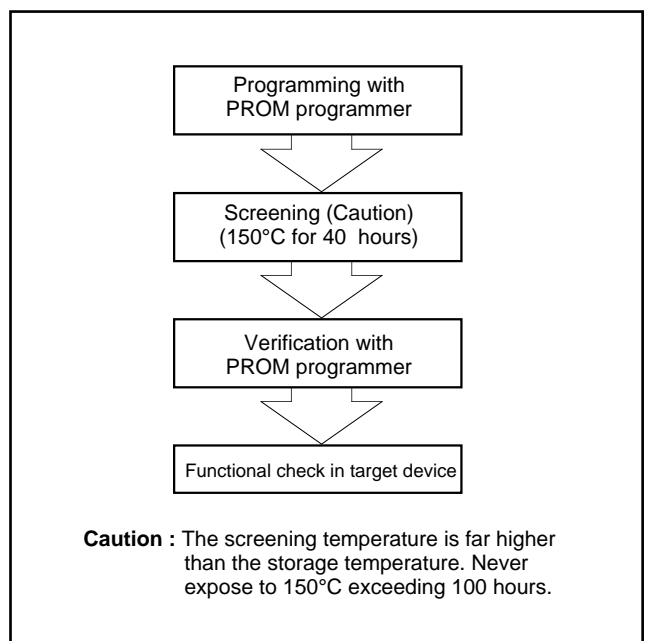 Programming with
PROM programmer
Screening (Caution)
(150°C for 40 hours)
Verification with
PROM programmer
Functional check in target device
Caution : The screening temperature is far higher
than the storage temperature. Never
expose to 150°C exceeding 100 hours.